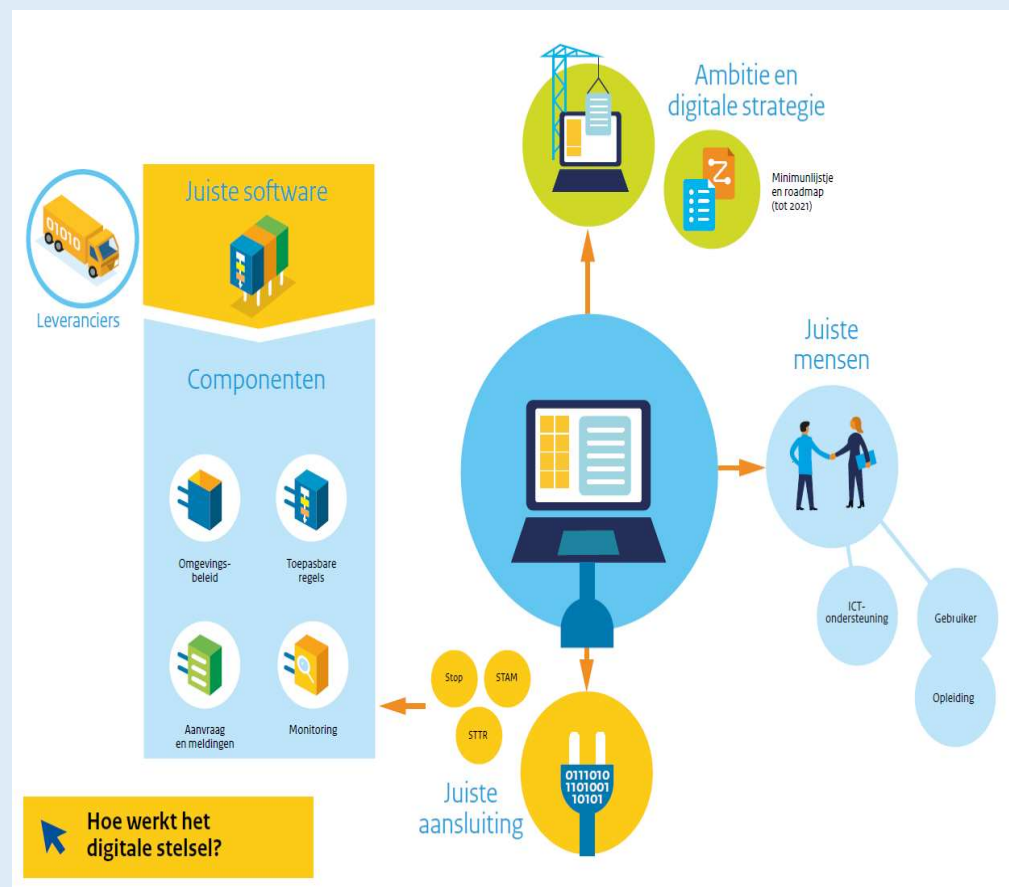 Ambitie en
digitale strategie
Minimunlijstje
en roadmap
(tot 2021)
Juiste software
01010
Leveranciers
Componenten
Omgevings-
beleid
Toepasbare
regels
Aanvraag
en meldingen
Monitoring
Juiste
mensen
ICT-
ondersteuning
Gebruiker
Opleiding
Stop
STAM
STTR
Juiste
aansluiting
0111010
1101001
10101
Hoe werkt het
digitale stelsel?